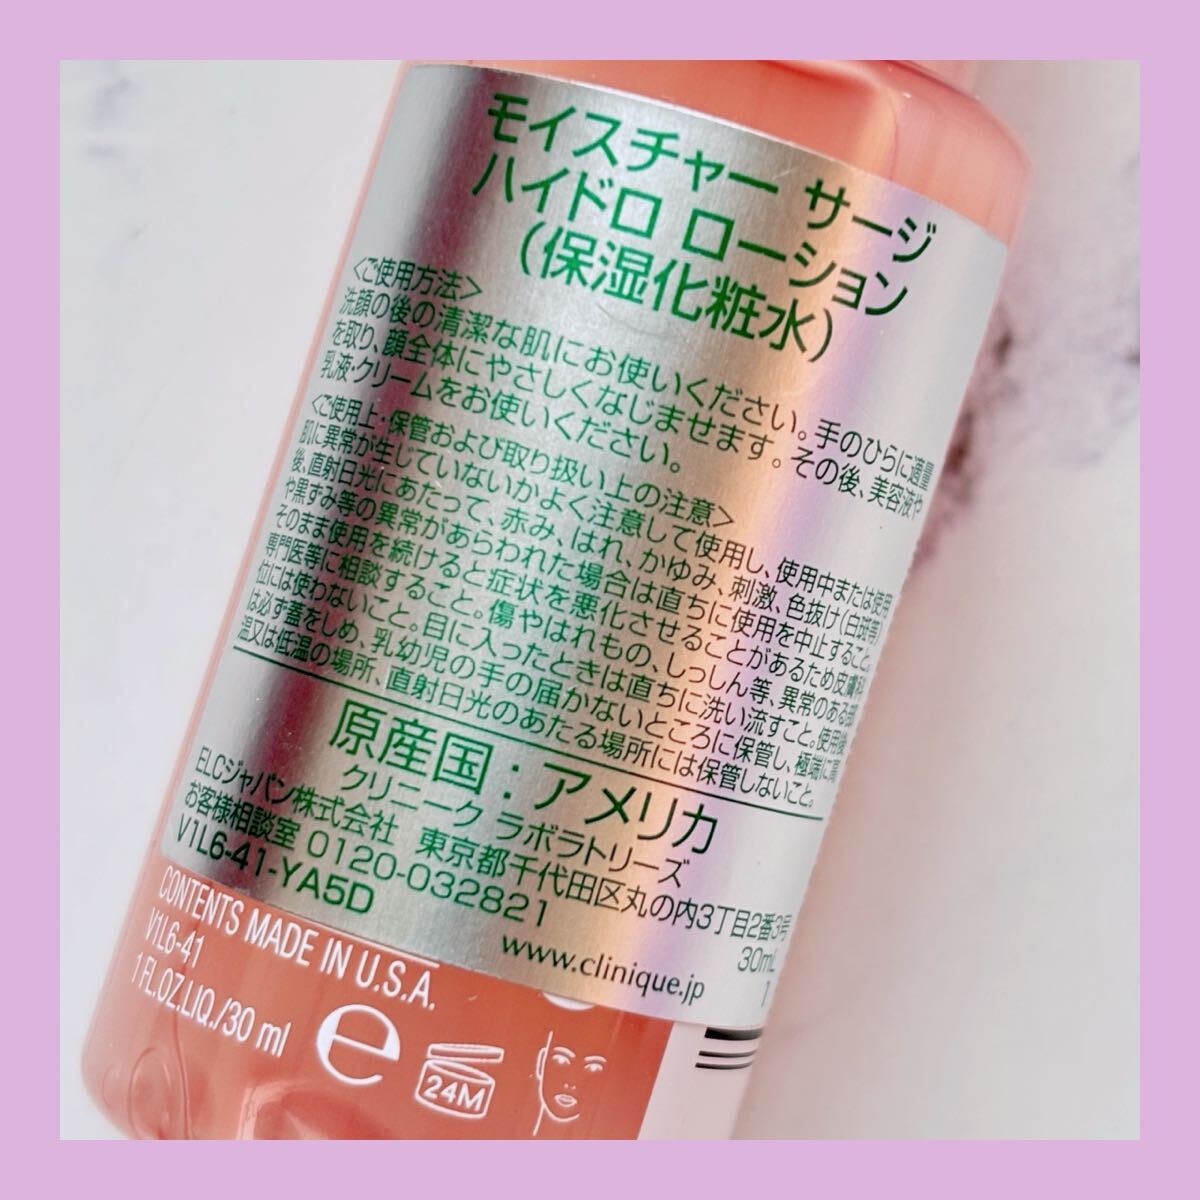 モイスチャー サージ
ハイドロ ローション
（保湿化粧水）
<ご使用方法>
洗顔の後の清潔な肌にお使いください。手のひらに適量
を取り、顔全体にやさしくなじませます。その後、美容液や
乳液・クリームをお使いください。
<ご使用上・保管および取り扱い上の注意>
肌に異常が生じていないかよく注意して使用し、使用中または使用
後、直射日光にあたって、赤み、はれ、かゆみ、刺激、色抜け(白斑等)
や黒ずみ等の異常があらわれた場合は直ちに使用を中止すること。
そのまま使用を続けると症状を悪化させることがあるため皮膚科
専門医等に相談すること。傷やはれもの、しっしん等、異常のある部
位には使わないこと。目に入ったときは直ちに洗い流すこと。使用後
は必ず蓋をしめ、乳幼児の手の届かないところに保管し、極端に高
温又は低温の場所、直射日光のあたる場所には保管しないこと。
原産国：アメリカ
クリニーク ラボラトリーズ
ELCジャパン株式会社 東京都千代田区丸の内3丁目2番3号
お客様相談室 0120-032821 30mL
V1L6-41-YA5D www.clinique.jp 1
CONTENTS MADE IN U.S.A.
V1L6-41
1 FL.OZ.LIQ./30 ml
e
24M